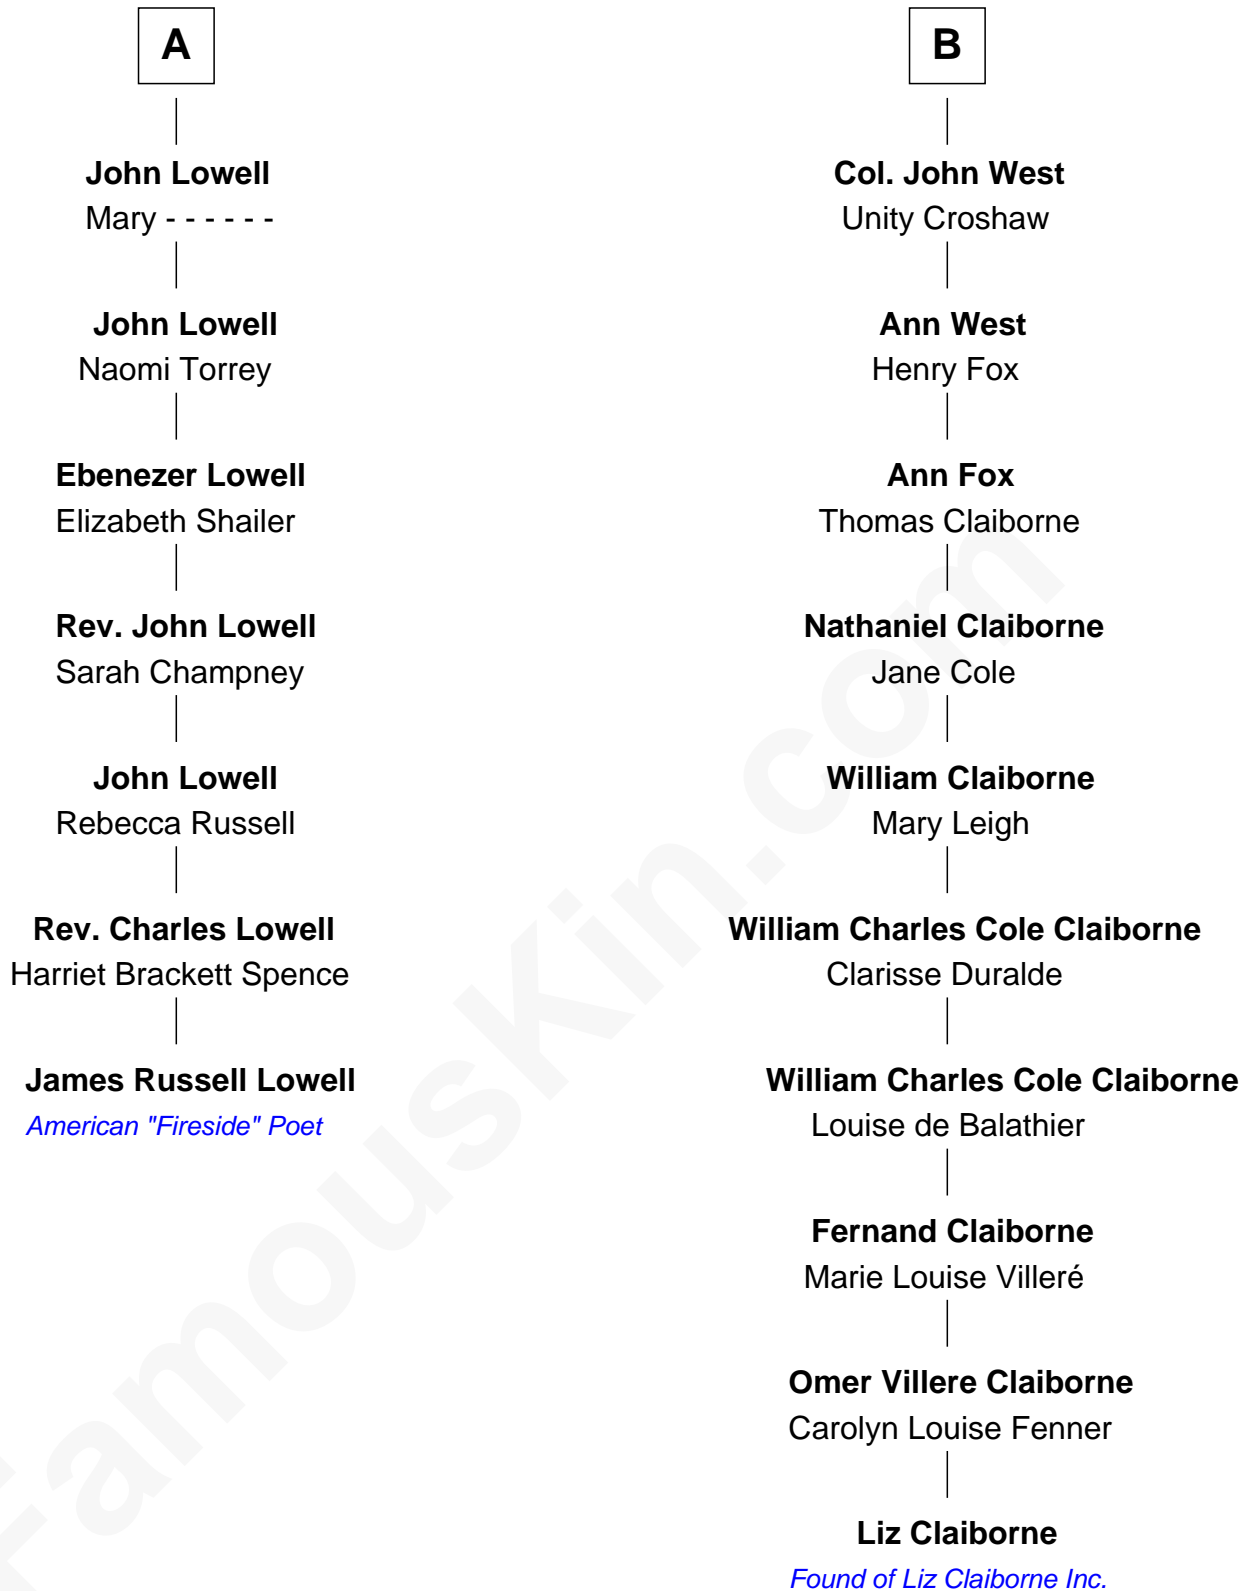 A
John Lowell
Mary - - - - - -
John Lowell
Naomi Torrey
Ebenezer Lowell
Elizabeth Shailer
Rev. John Lowell
Sarah Champney
John Lowell
Rebecca Russell
Rev. Charles Lowell
Harriet Brackett Spence
James Russell Lowell
American "Fireside" Poet
B
Col. John West
Unity Croshaw
Ann West
Henry Fox
Ann Fox
Thomas Claiborne
Nathaniel Claiborne
Jane Cole
William Claiborne
Mary Leigh
William Charles Cole Claiborne
Clarisse Duralde
William Charles Cole Claiborne
Louise de Balathier
Fernand Claiborne
Marie Louise Villeré
Omer Villere Claiborne
Carolyn Louise Fenner
Liz Claiborne
Found of Liz Claiborne Inc.
FamousKin.com